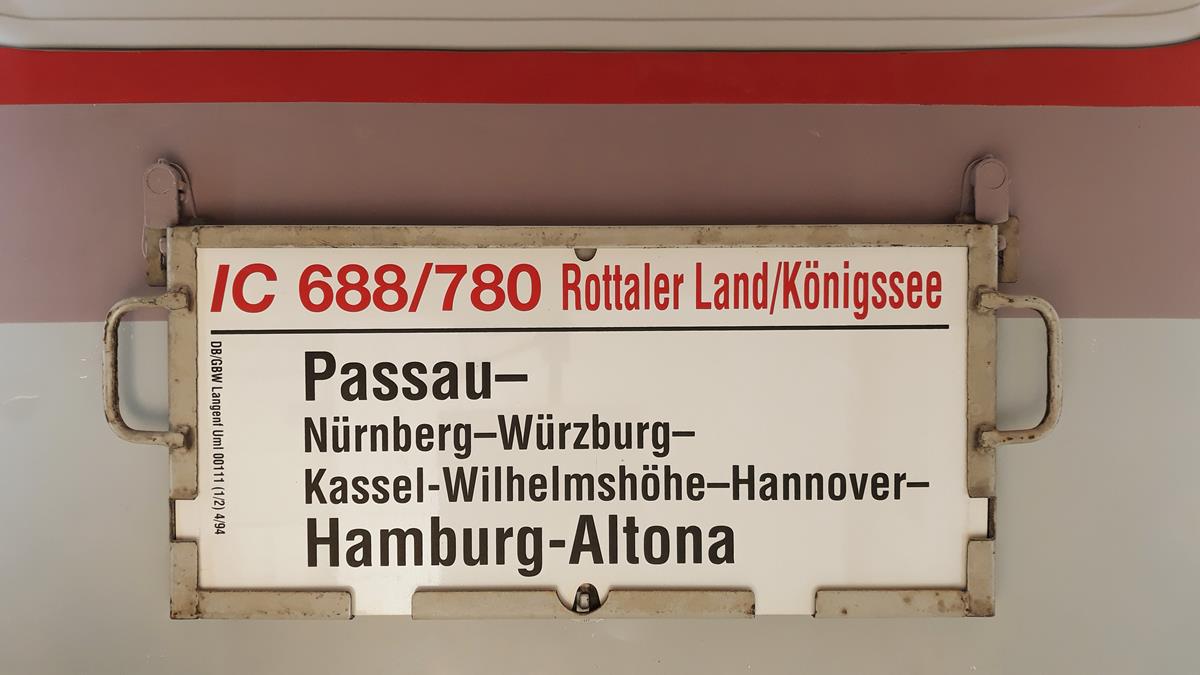 IC 688/780 Rottaler Land/Königssee
Passau–
Nürnberg–Würzburg–
Kassel-Wilhelmshöhe–Hannover–
Hamburg-Altona
DB/GBW Langenf Uml 00111 (1/2) 4/94